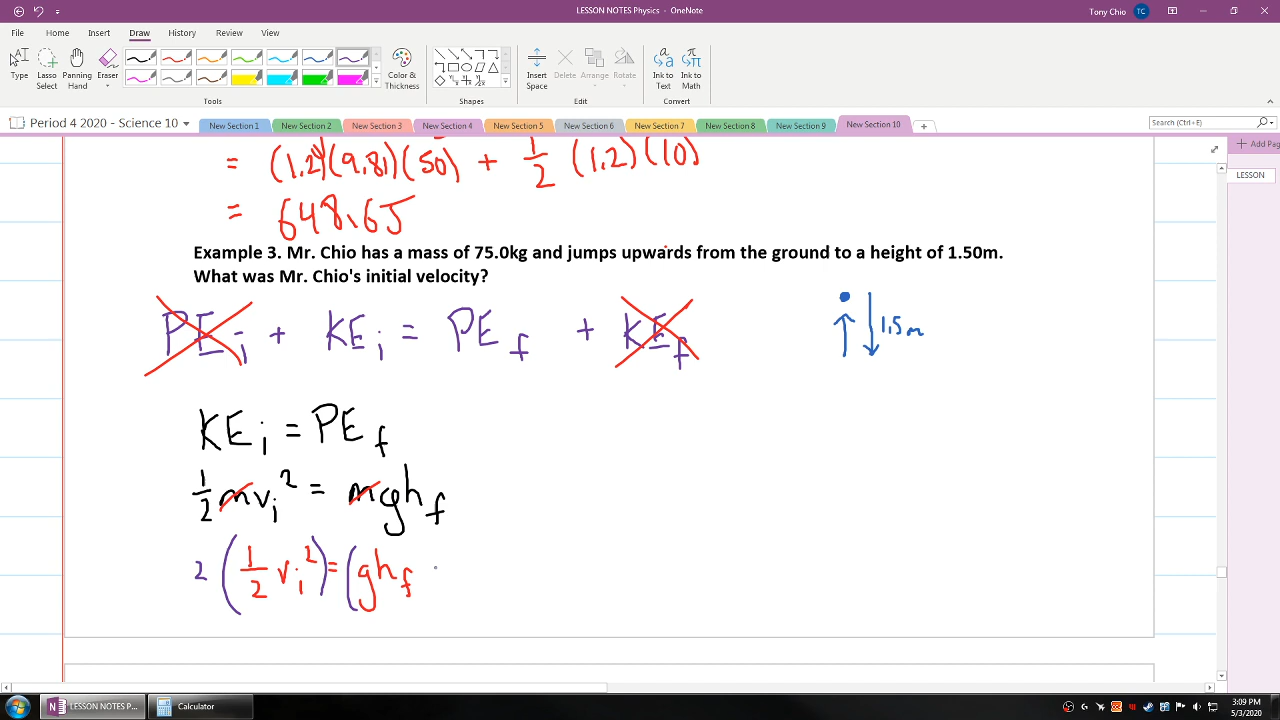 LESSON NOTES Physics - OneNote
Tony Chio TC
File Home Insert Draw History Review View
Type
Lasso Select
Panning Hand
Eraser
Color & Thickness
Insert Space
Delete
Arrange
Rotate
Ink to Text
Ink to Math
Tools Shapes Edit Convert
Period 4 2020 - Science 10
New Section 1 New Section 2 New Section 3 New Section 4 New Section 5 New Section 6 New Section 7 New Section 8 New Section 9 New Section 10
Search (Ctrl+E)
Add Pag
LESSON
= (1.2)(9.81)(50) + 1/2 (1.2)(10)
= 648.6J
Example 3. Mr. Chio has a mass of 75.0kg and jumps upwards from the ground to a height of 1.50m.
What was Mr. Chio's initial velocity?
PEi + KEi = PEf + KEf
1.5m
KEi = PEf
1/2 mvi² = mghf
2 (1/2 vi²) = (ghf
LESSON NOTES P...
Calculator
3:09 PM
5/3/2020